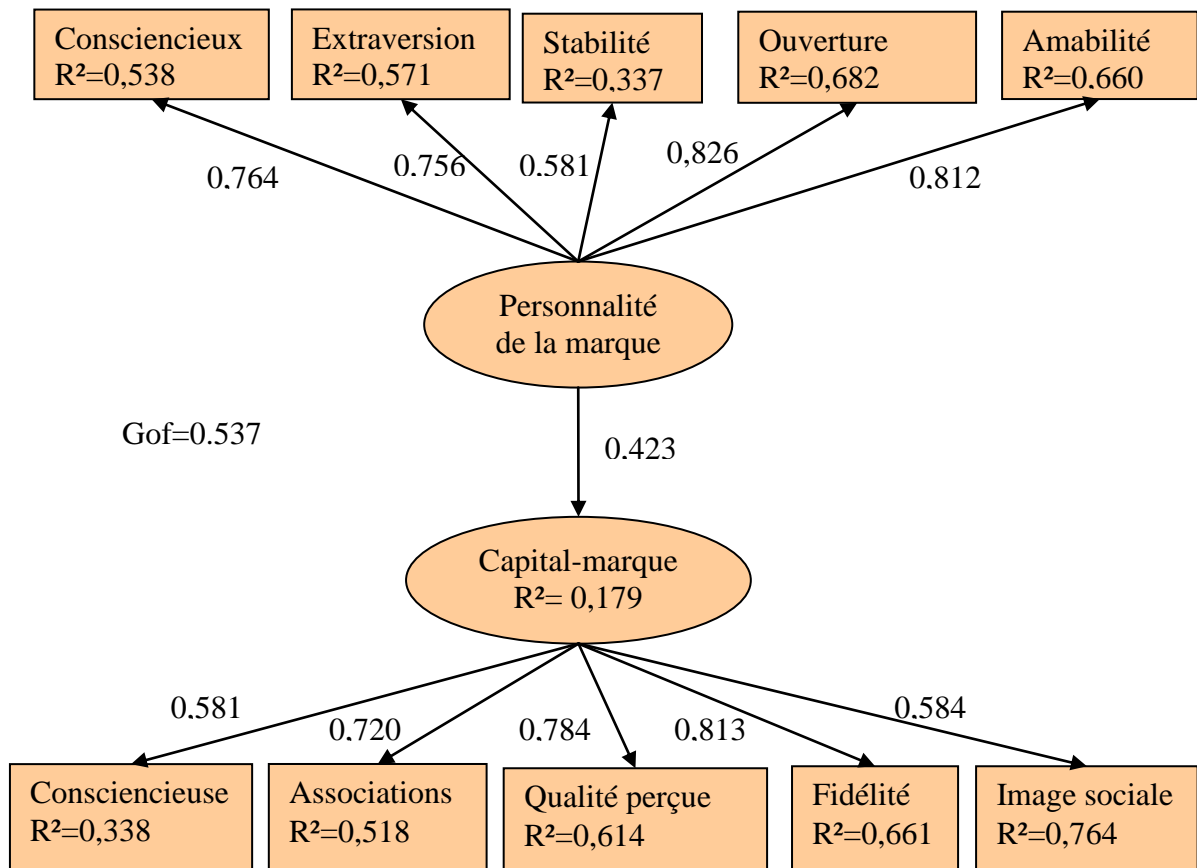 Consciencieux
R²=0,538
Extraversion
R²=0,571
Stabilité
R²=0,337
Ouverture
R²=0,682
Amabilité
R²=0,660
0,764
0,756
0,581
0,826
0,812
Personnalité
de la marque
Gof=0.537
0,423
Capital-marque
R²= 0,179
0,581
0,720
0,784
0,813
0,584
Consciencieuse
R²=0,338
Associations
R²=0,518
Qualité perçue
R²=0,614
Fidélité
R²=0,661
Image sociale
R²=0,764